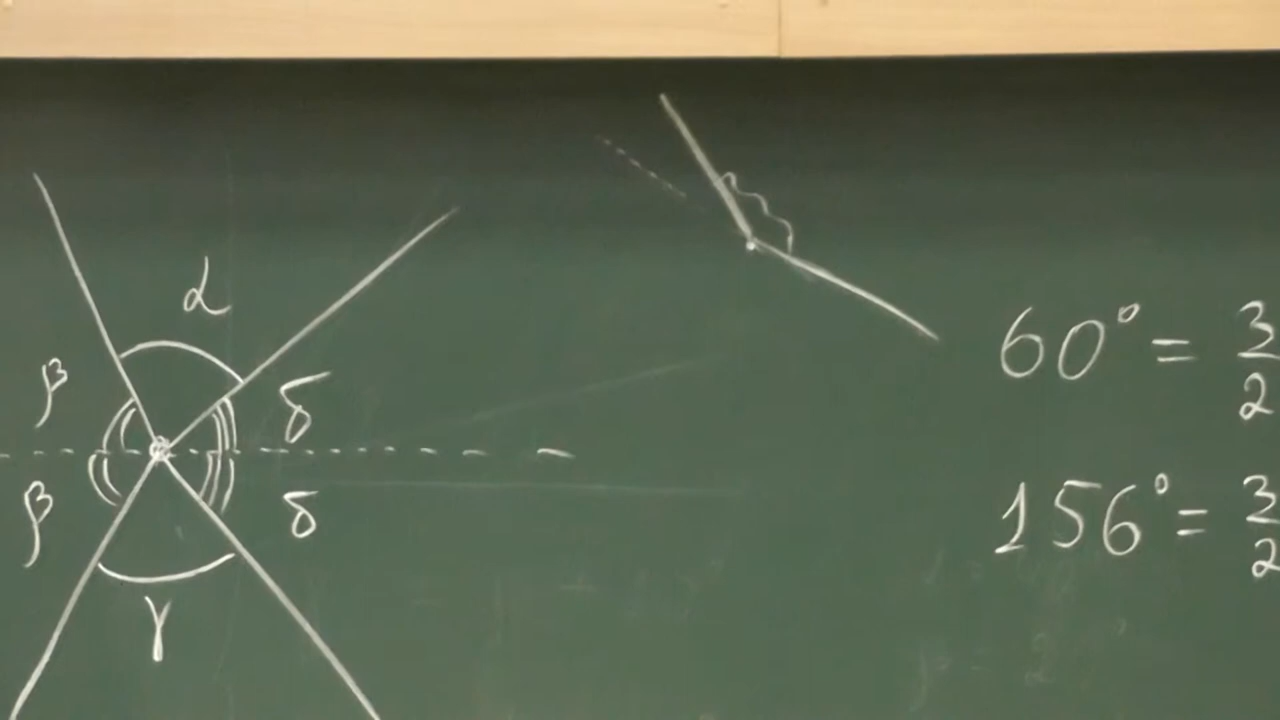 α
β δ
β δ
γ
60° = 3/2
156° = 3/2